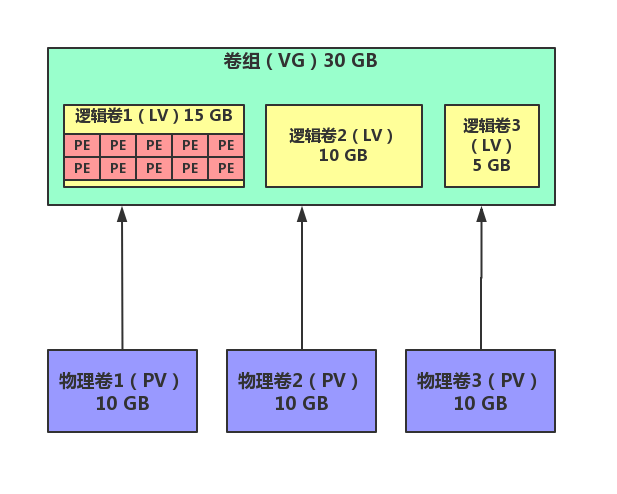 卷组（VG）30 GB
逻辑卷1（LV）15 GB
PE PE PE PE PE
PE PE PE PE PE
逻辑卷2（LV）
10 GB
逻辑卷3
（LV）
5 GB
物理卷1（PV）
10 GB
物理卷2（PV）
10 GB
物理卷3（PV）
10 GB